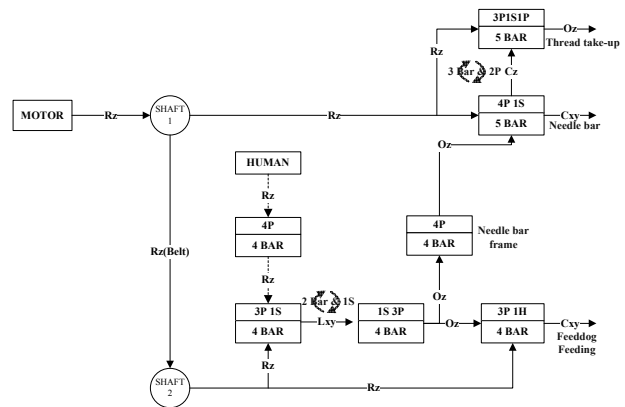 3P1S1P
Oz
5 BAR
Thread take-up
Rz
3 Bar & 2P
Cz
MOTOR
Rz
SHAFT
1
Rz
4P 1S
Cxy
5 BAR
Needle bar
Oz
HUMAN
Rz
4P
4 BAR
4P
4 BAR
Needle bar
frame
Rz(Belt)
Rz
2 Bar & 1S
Oz
3P 1S
4 BAR
Lxy
1S 3P
4 BAR
Oz
3P 1H
4 BAR
Cxy
Feeddog
Feeding
Rz
SHAFT
2
Rz